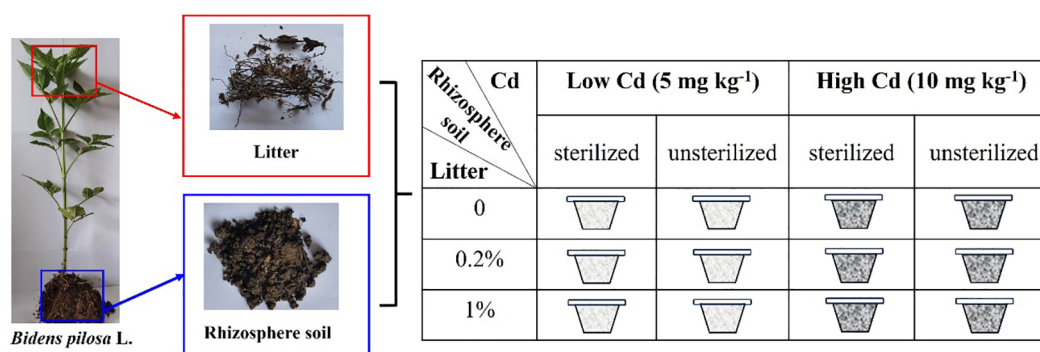 Litter
Rhizosphere soil
Bidens pilosa L.
Rhizosphere
soil
Cd
Litter
Low Cd (5 mg kg⁻¹)
High Cd (10 mg kg⁻¹)
sterilized
unsterilized
sterilized
unsterilized
0
0.2%
1%